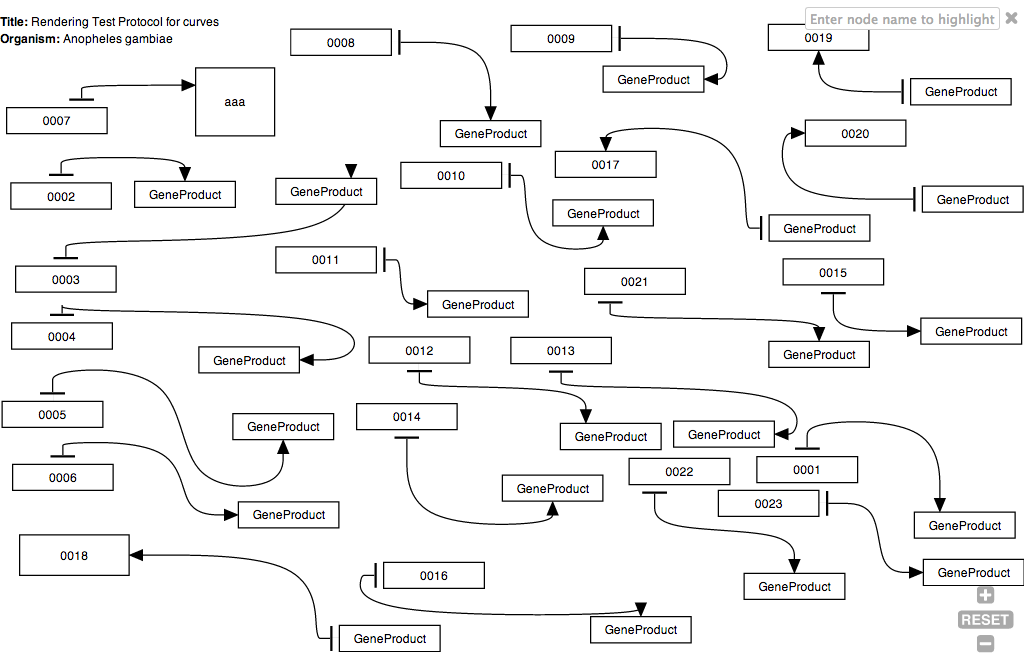 Title: Rendering Test Protocol for curves
Organism: Anopheles gambiae
Enter node name to highlight
0008
0009
0019
GeneProduct
GeneProduct
aaa
0007
GeneProduct
0020
0017
0010
0002
GeneProduct
GeneProduct
GeneProduct
GeneProduct
GeneProduct
0011
0003
0021
0015
GeneProduct
0004
GeneProduct
GeneProduct
0012
0013
GeneProduct
0005
0014
GeneProduct
GeneProduct
GeneProduct
0006
0022
0001
GeneProduct
0023
GeneProduct
GeneProduct
0018
0016
GeneProduct
GeneProduct
GeneProduct
GeneProduct
RESET